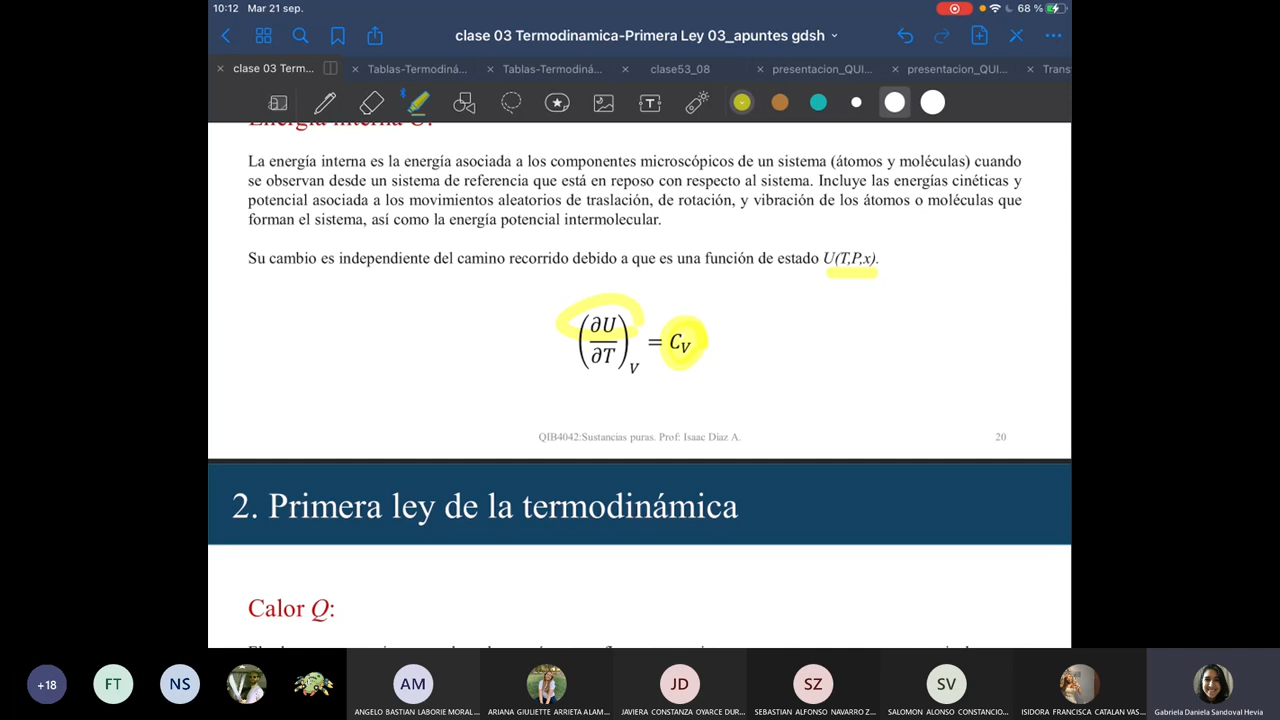 10:12 Mar 21 sep.
68 %
clase 03 Termodinamica-Primera Ley 03_apuntes gdsh
clase 03 Term...
Tablas-Termodiná...
Tablas-Termodiná...
clase53_08
presentacion_QUI...
presentacion_QUI...
Trans
Energía interna U:
La energía interna es la energía asociada a los componentes microscópicos de un sistema (átomos y moléculas) cuando
se observan desde un sistema de referencia que está en reposo con respecto al sistema. Incluye las energías cinéticas y
potencial asociada a los movimientos aleatorios de traslación, de rotación, y vibración de los átomos o moléculas que
forman el sistema, así como la energía potencial intermolecular.
Su cambio es independiente del camino recorrido debido a que es una función de estado U(T,P,x).
(∂U/∂T)_V = C_V
QIB4042:Sustancias puras. Prof: Isaac Díaz A.
20
2. Primera ley de la termodinámica
Calor Q:
+18
FT
NS
AM
ANGELO BASTIAN LABORIE MORAL...
ARIANA GIULIETTE ARRIETA ALAM...
JD
JAVIERA CONSTANZA OYARCE DUR...
SZ
SEBASTIAN ALFONSO NAVARRO Z...
SV
SALOMON ALONSO CONSTANCIO...
ISIDORA FRANCISCA CATALAN VAS...
Gabriela Daniela Sandoval Hevia